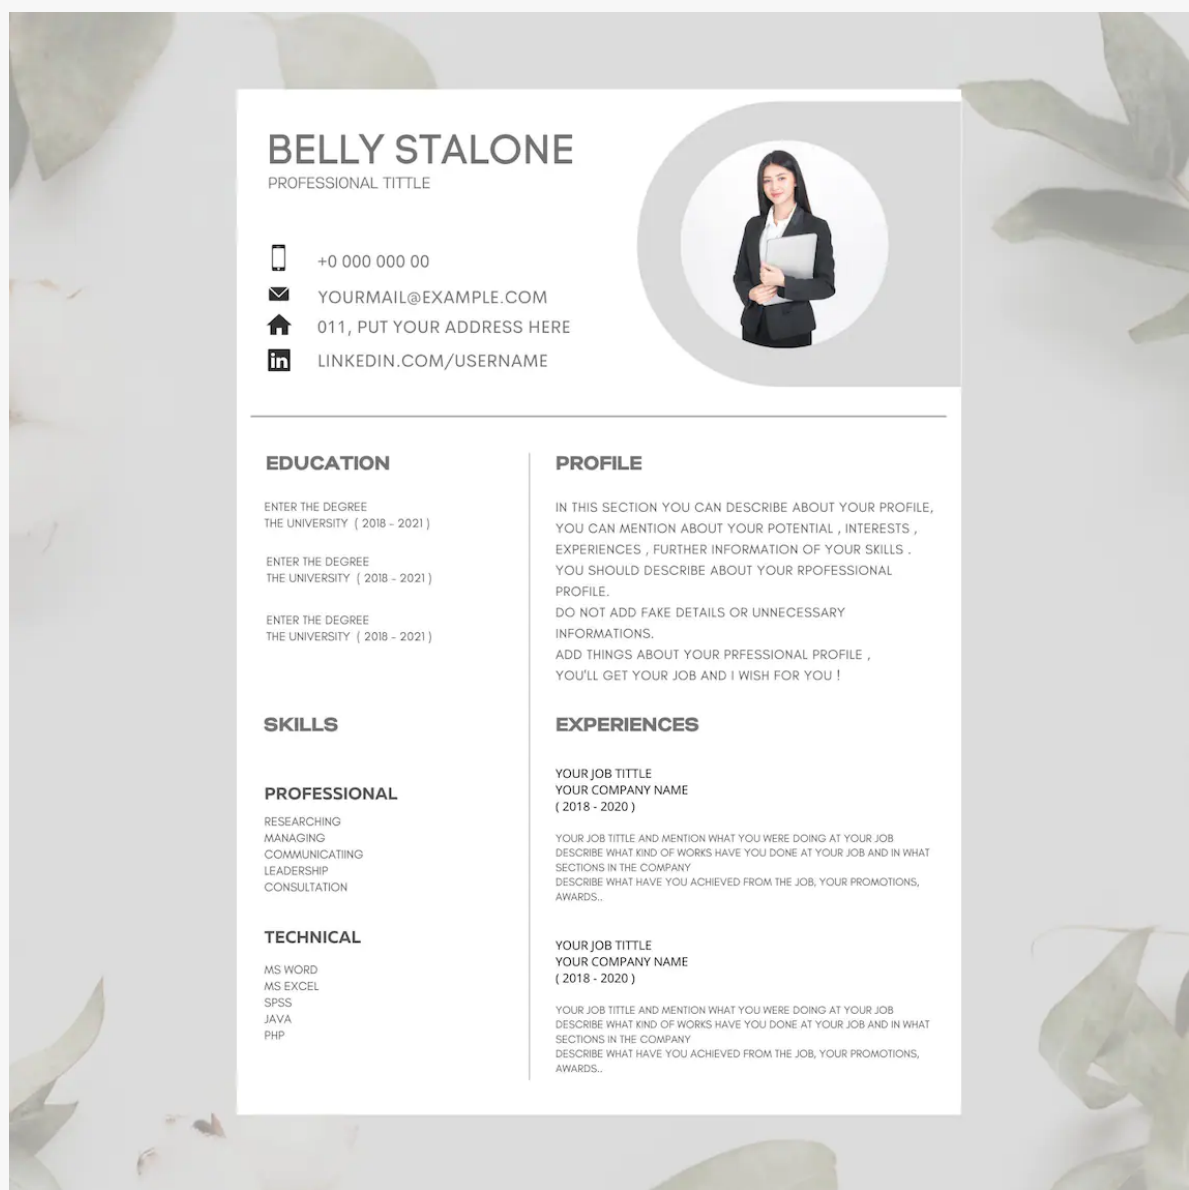 BELLY STALONE
PROFESSIONAL TITTLE
+0 000 000 00
YOURMAIL@EXAMPLE.COM
011, PUT YOUR ADDRESS HERE
in LINKEDIN.COM/USERNAME
EDUCATION
ENTER THE DEGREE
THE UNIVERSITY ( 2018 - 2021 )
ENTER THE DEGREE
THE UNIVERSITY ( 2018 - 2021 )
ENTER THE DEGREE
THE UNIVERSITY ( 2018 - 2021 )
SKILLS
PROFESSIONAL
RESEARCHING
MANAGING
COMMUNICATIING
LEADERSHIP
CONSULTATION
TECHNICAL
MS WORD
MS EXCEL
SPSS
JAVA
PHP
PROFILE
IN THIS SECTION YOU CAN DESCRIBE ABOUT YOUR PROFILE,
YOU CAN MENTION ABOUT YOUR POTENTIAL , INTERESTS ,
EXPERIENCES , FURTHER INFORMATION OF YOUR SKILLS .
YOU SHOULD DESCRIBE ABOUT YOUR RPOFESSIONAL
PROFILE.
DO NOT ADD FAKE DETAILS OR UNNECESSARY
INFORMATIONS.
ADD THINGS ABOUT YOUR PRFESSIONAL PROFILE ,
YOU'LL GET YOUR JOB AND I WISH FOR YOU !
EXPERIENCES
YOUR JOB TITTLE
YOUR COMPANY NAME
( 2018 - 2020 )
YOUR JOB TITTLE AND MENTION WHAT YOU WERE DOING AT YOUR JOB
DESCRIBE WHAT KIND OF WORKS HAVE YOU DONE AT YOUR JOB AND IN WHAT
SECTIONS IN THE COMPANY
DESCRIBE WHAT HAVE YOU ACHIEVED FROM THE JOB, YOUR PROMOTIONS,
AWARDS..
YOUR JOB TITTLE
YOUR COMPANY NAME
( 2018 - 2020 )
YOUR JOB TITTLE AND MENTION WHAT YOU WERE DOING AT YOUR JOB
DESCRIBE WHAT KIND OF WORKS HAVE YOU DONE AT YOUR JOB AND IN WHAT
SECTIONS IN THE COMPANY
DESCRIBE WHAT HAVE YOU ACHIEVED FROM THE JOB, YOUR PROMOTIONS,
AWARDS..